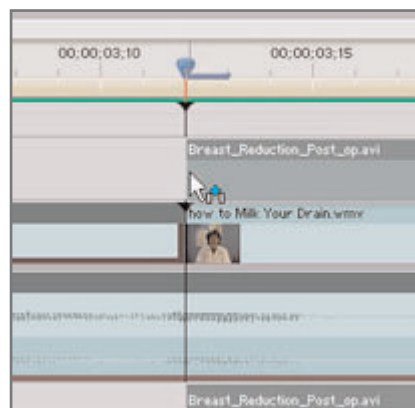 00;00;03;10 00;00;03;15
Breast_Reduction_Post_op.avi
how to Milk Your Drain.wmv
Breast_Reduction_Post_op.avi